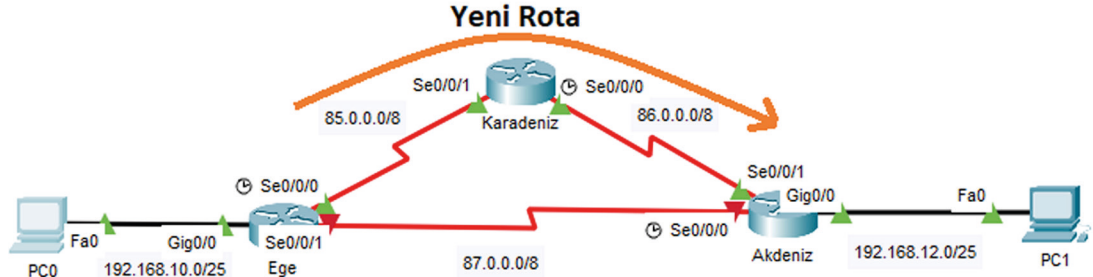 Yeni Rota
Se0/0/1
Se0/0/0
85.0.0.0/8
Karadeniz
86.0.0.0/8
Se0/0/0
Se0/0/1
Gig0/0
Fa0
Fa0
Gig0/0
Se0/0/1
Se0/0/0
PC0
192.168.10.0/25
Ege
87.0.0.0/8
Akdeniz
192.168.12.0/25
PC1